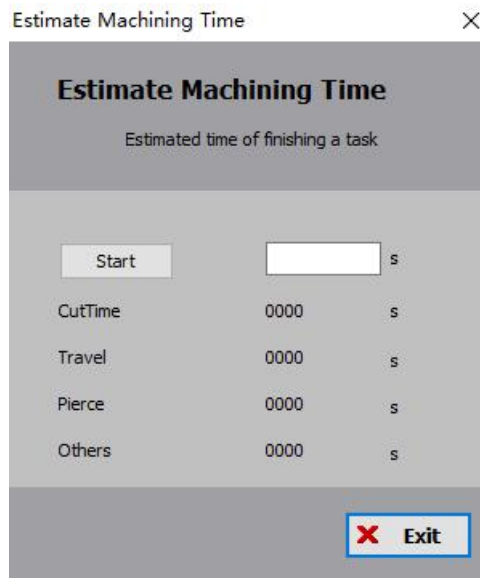 Estimate Machining Time
Estimate Machining Time
Estimated time of finishing a task
Start s
CutTime 0000 s
Travel 0000 s
Pierce 0000 s
Others 0000 s
Exit